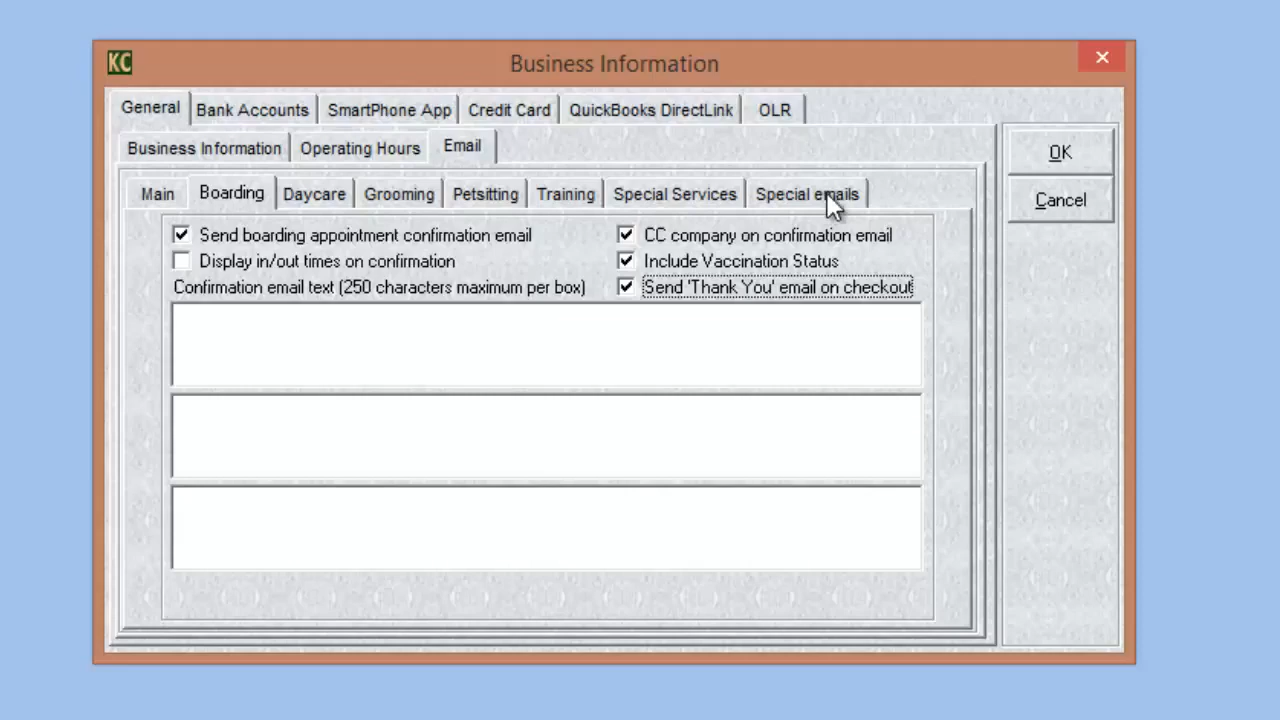 KC
Business Information
General Bank Accounts SmartPhone App Credit Card QuickBooks DirectLink OLR
Business Information Operating Hours Email
OK
Main Boarding Daycare Grooming Petsitting Training Special Services Special emails
Cancel
Send boarding appointment confirmation email CC company on confirmation email
Display in/out times on confirmation Include Vaccination Status
Confirmation email text (250 characters maximum per box) Send 'Thank You' email on checkout